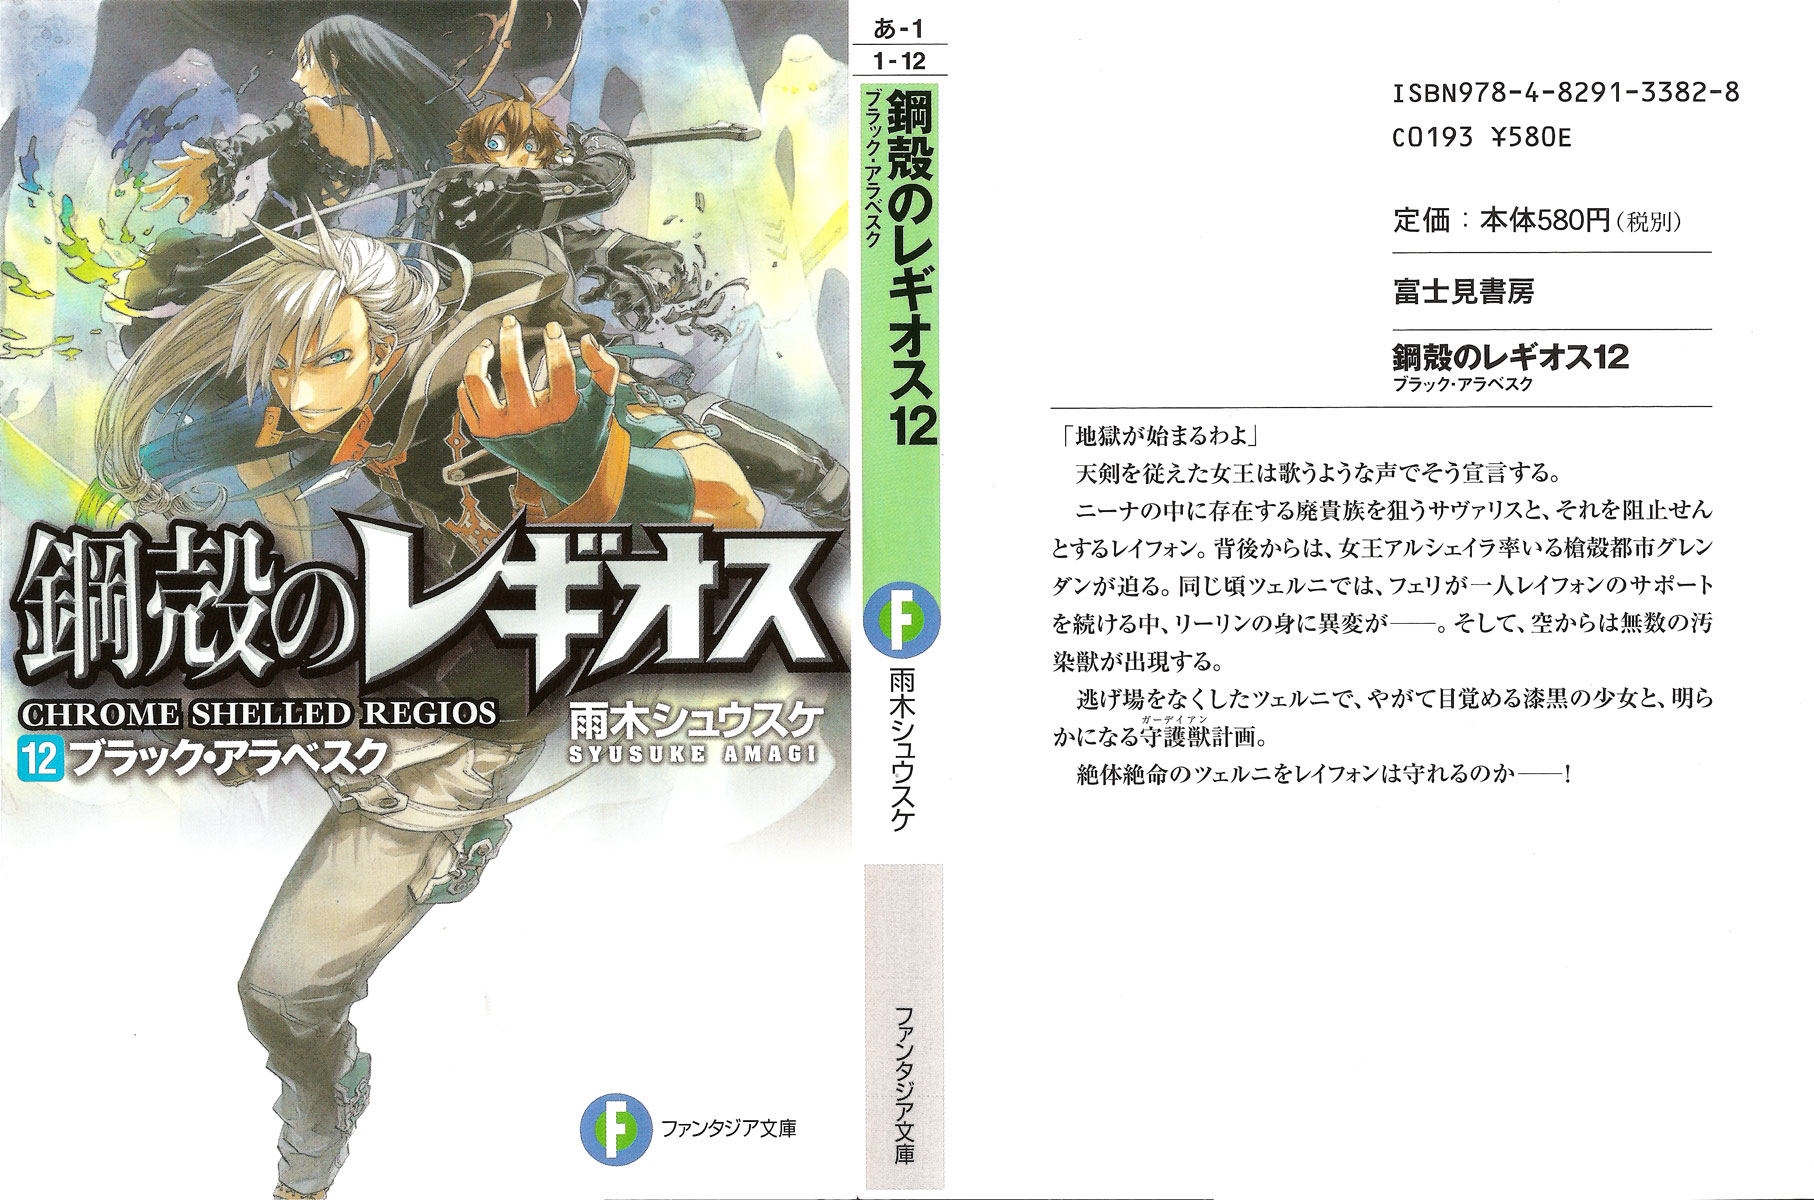 鋼殻のレギオス
CHROME SHELLED REGIOS
12 ブラック・アラベスク
雨木シュウスケ
SYUSUKE AMAGI
F ファンタジア文庫
あ-1
1-12
鋼殻のレギオス12
ブラック・アラベスク
F
雨木シュウスケ
ファンタジア文庫
ISBN978-4-8291-3382-8
C0193 ¥580E
定価：本体580円（税別）
富士見書房
鋼殻のレギオス12
ブラック・アラベスク
「地獄が始まるわよ」
天剣を従えた女王は歌うような声でそう宣言する。
ニーナの中に存在する廃貴族を狙うサヴァリスと、それを阻止せん
とするレイフォン。背後からは、女王アルシェイラ率いる槍殻都市グレン
ダンが迫る。同じ頃ツェルニでは、フェリが一人レイフォンのサポート
を続ける中、リーリンの身に異変が――。そして、空からは無数の汚
染獣が出現する。
逃げ場をなくしたツェルニで、やがて目覚める漆黒の少女と、明ら
ガーデイアン
かになる守護獣計画。
絶体絶命のツェルニをレイフォンは守れるのか――！